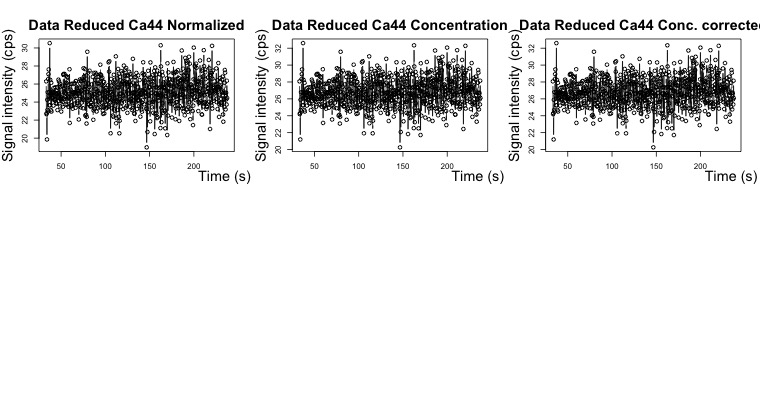 Data Reduced Ca44 Normalized
Signal intensity (cps)
20 22 24 26 28 30
50 100 150 200
Time (s)
Data Reduced Ca44 Concentration
Signal intensity (cps)
20 22 24 26 28 30 32
50 100 150 200
Time (s)
Data Reduced Ca44 Conc. correcte
Signal intensity (cps)
20 22 24 26 28 30 32
50 100 150 200
Time (s)